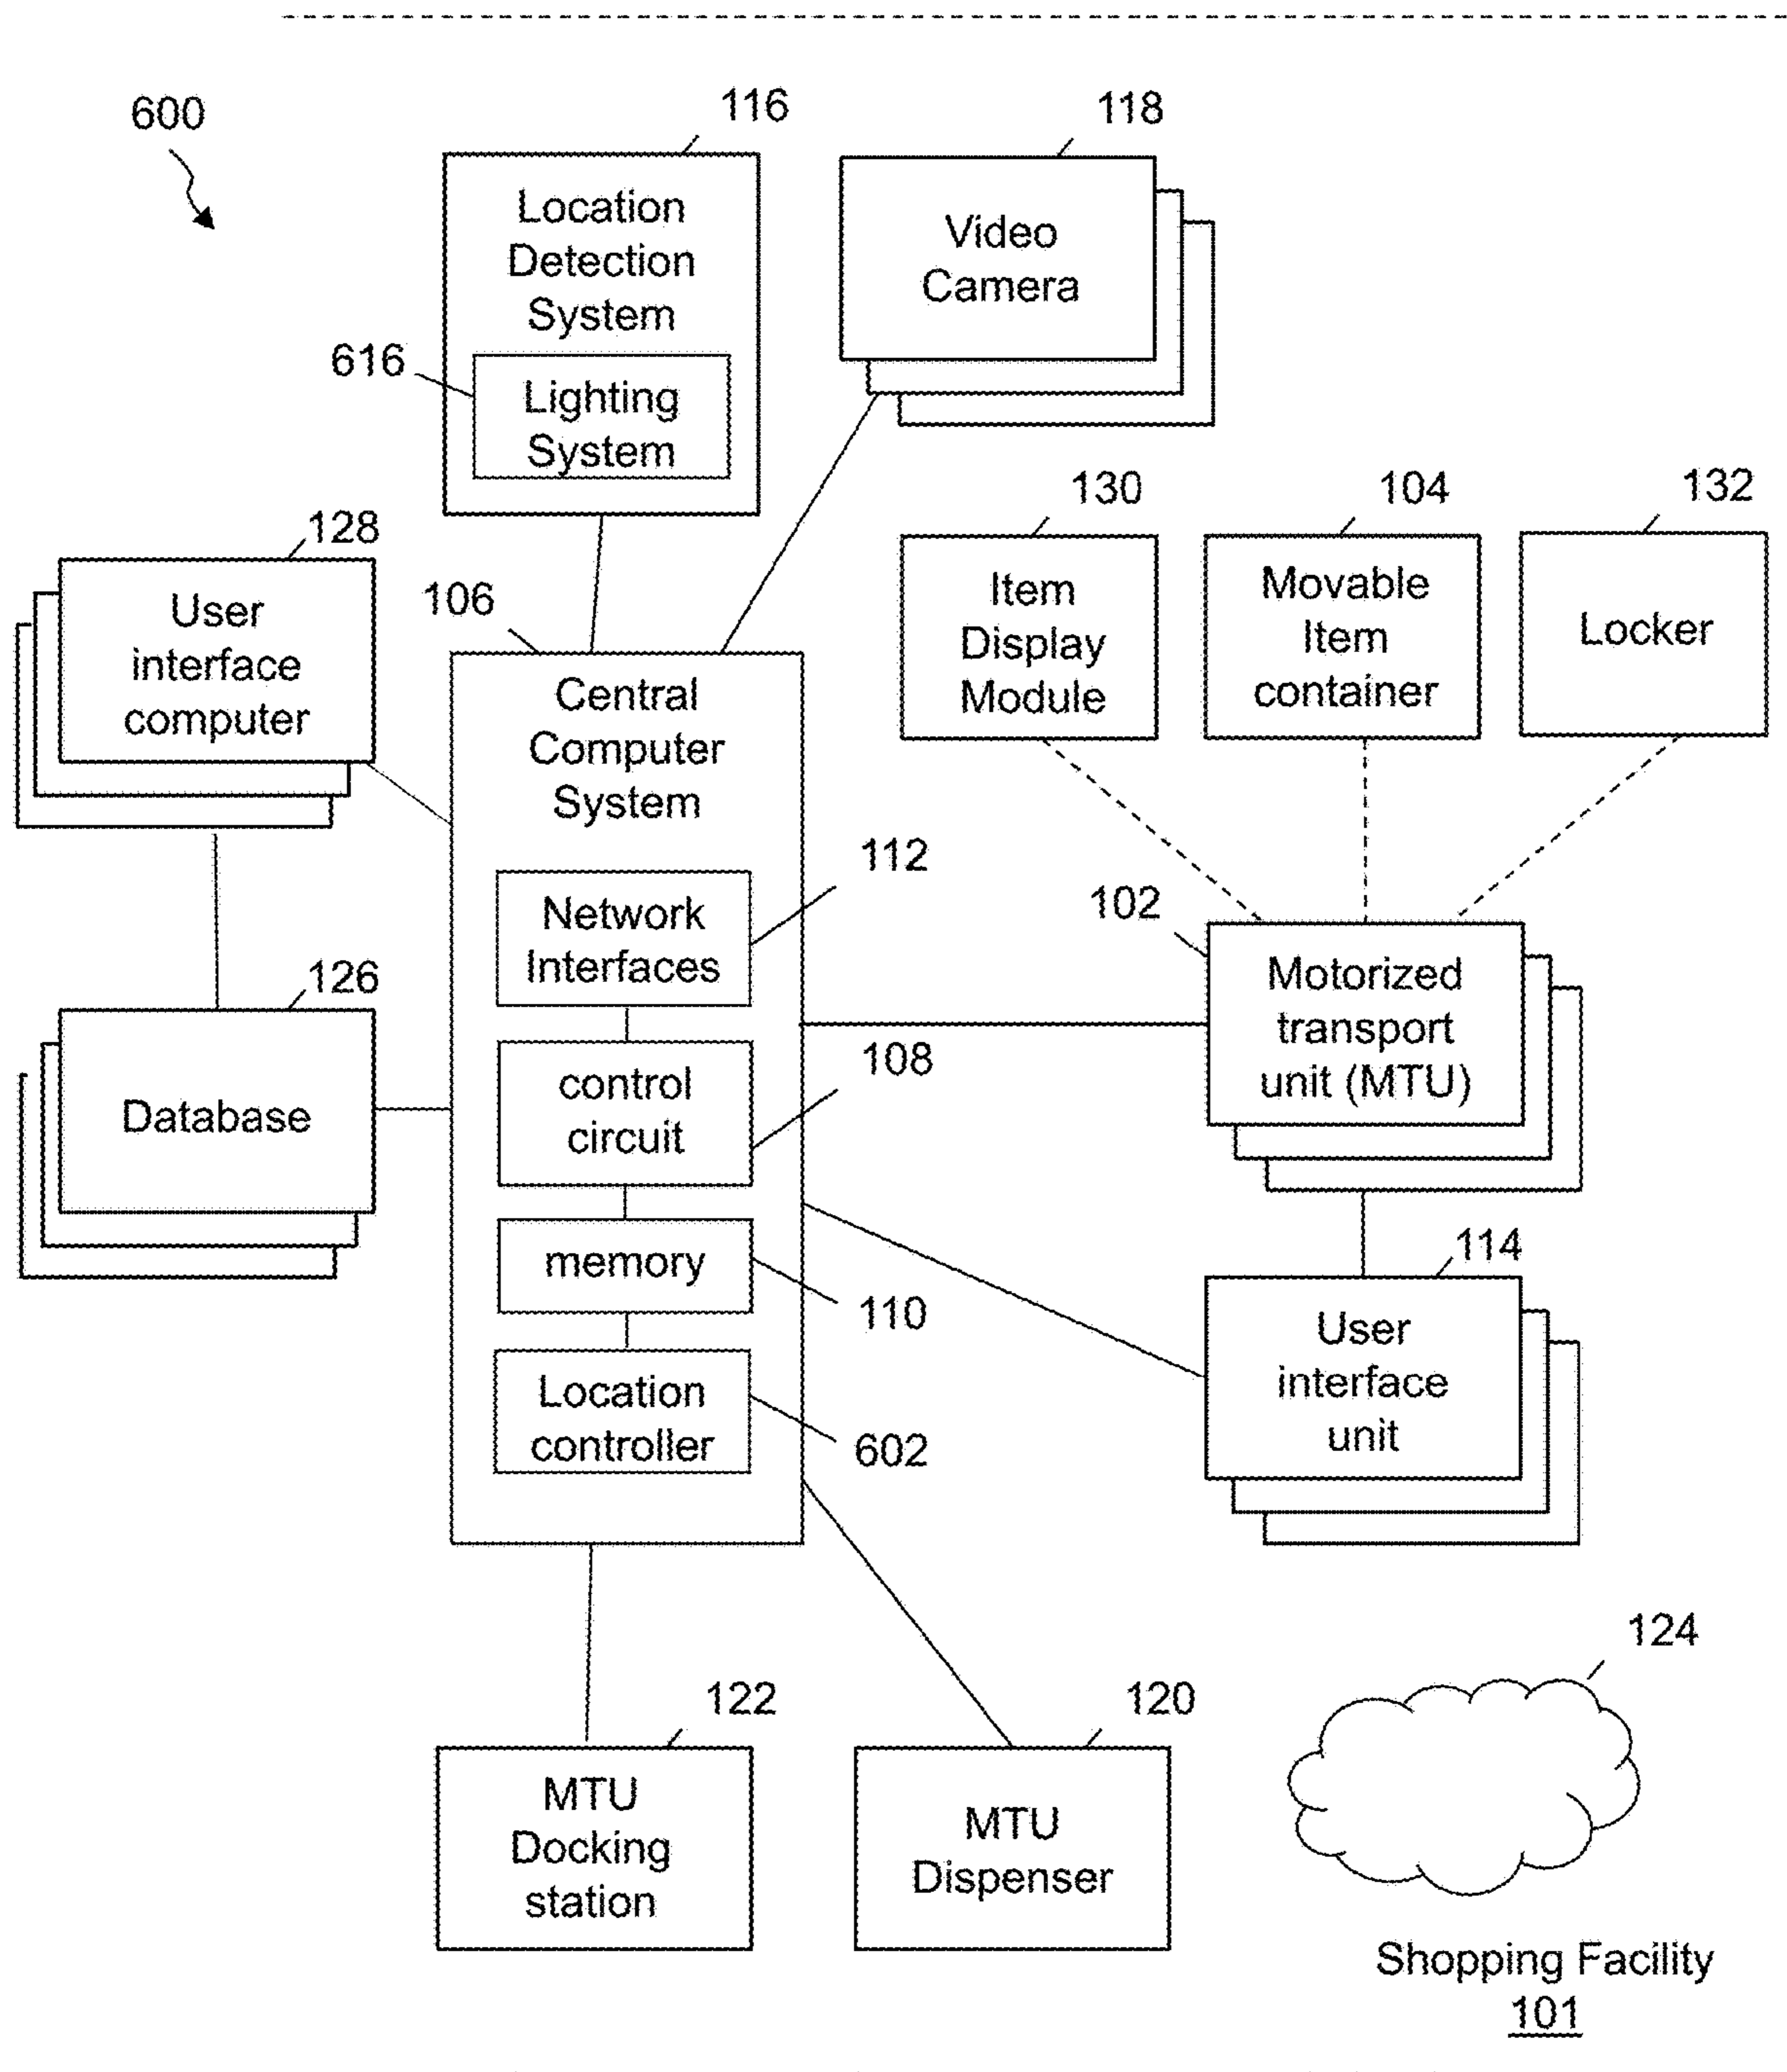 600
116
Location
Detection
System
616
Lighting
System
118
Video
Camera
130
Item
Display
Module
104
Movable
Item
container
132
Locker
128
User
interface
computer
106
Central
Computer
System
112
Network
Interfaces
108
control
circuit
memory
110
Location
controller
602
126
Database
102
Motorized
transport
unit (MTU)
114
User
interface
unit
122
MTU
Docking
station
120
MTU
Dispenser
124
Shopping Facility
101